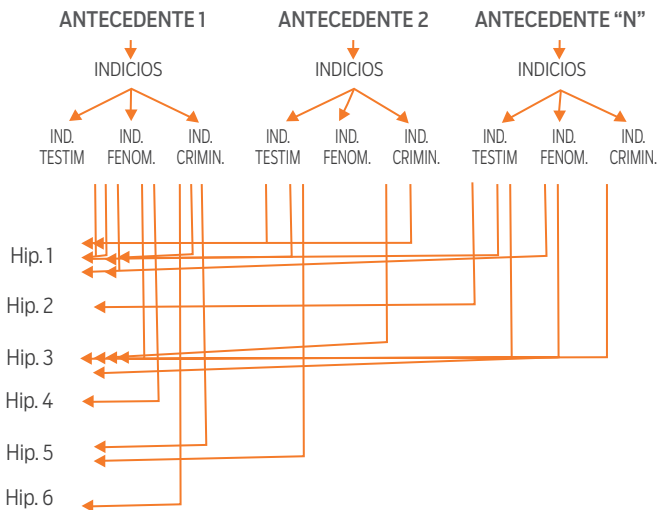 ANTECEDENTE 1 ANTECEDENTE 2 ANTECEDENTE “N”
INDICIOS INDICIOS INDICIOS
IND. IND. IND. IND. IND. IND. IND. IND. IND.
TESTIM FENOM. CRIMIN. TESTIM FENOM. CRIMIN. TESTIM FENOM. CRIMIN.
Hip. 1
Hip. 2
Hip. 3
Hip. 4
Hip. 5
Hip. 6